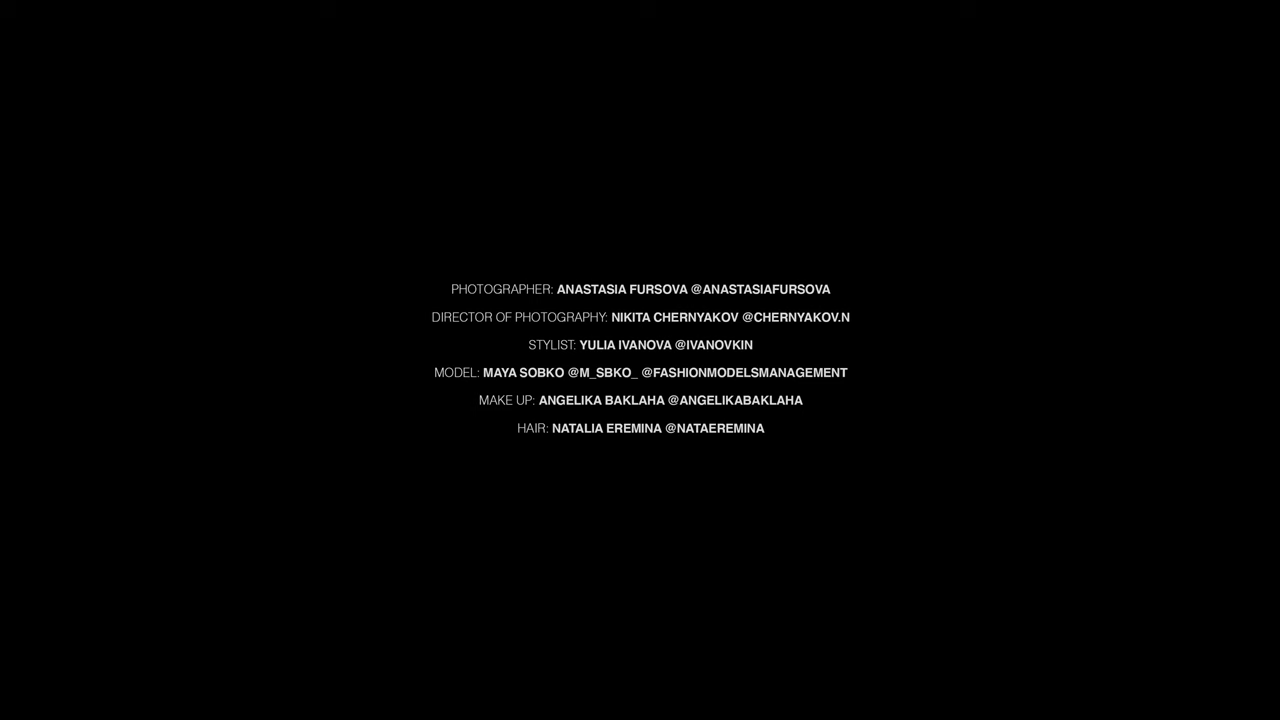 PHOTOGRAPHER: ANASTASIA FURSOVA @ANASTASIAFURSOVA
DIRECTOR OF PHOTOGRAPHY: NIKITA CHERNYAKOV @CHERNYAKOV.N
STYLIST: YULIA IVANOVA @IVANOVKIN
MODEL: MAYA SOBKO @M_SBKO_ @FASHIONMODELSMANAGEMENT
MAKE UP: ANGELIKA BAKLAHA @ANGELIKABAKLAHA
HAIR: NATALIA EREMINA @NATAEREMINA